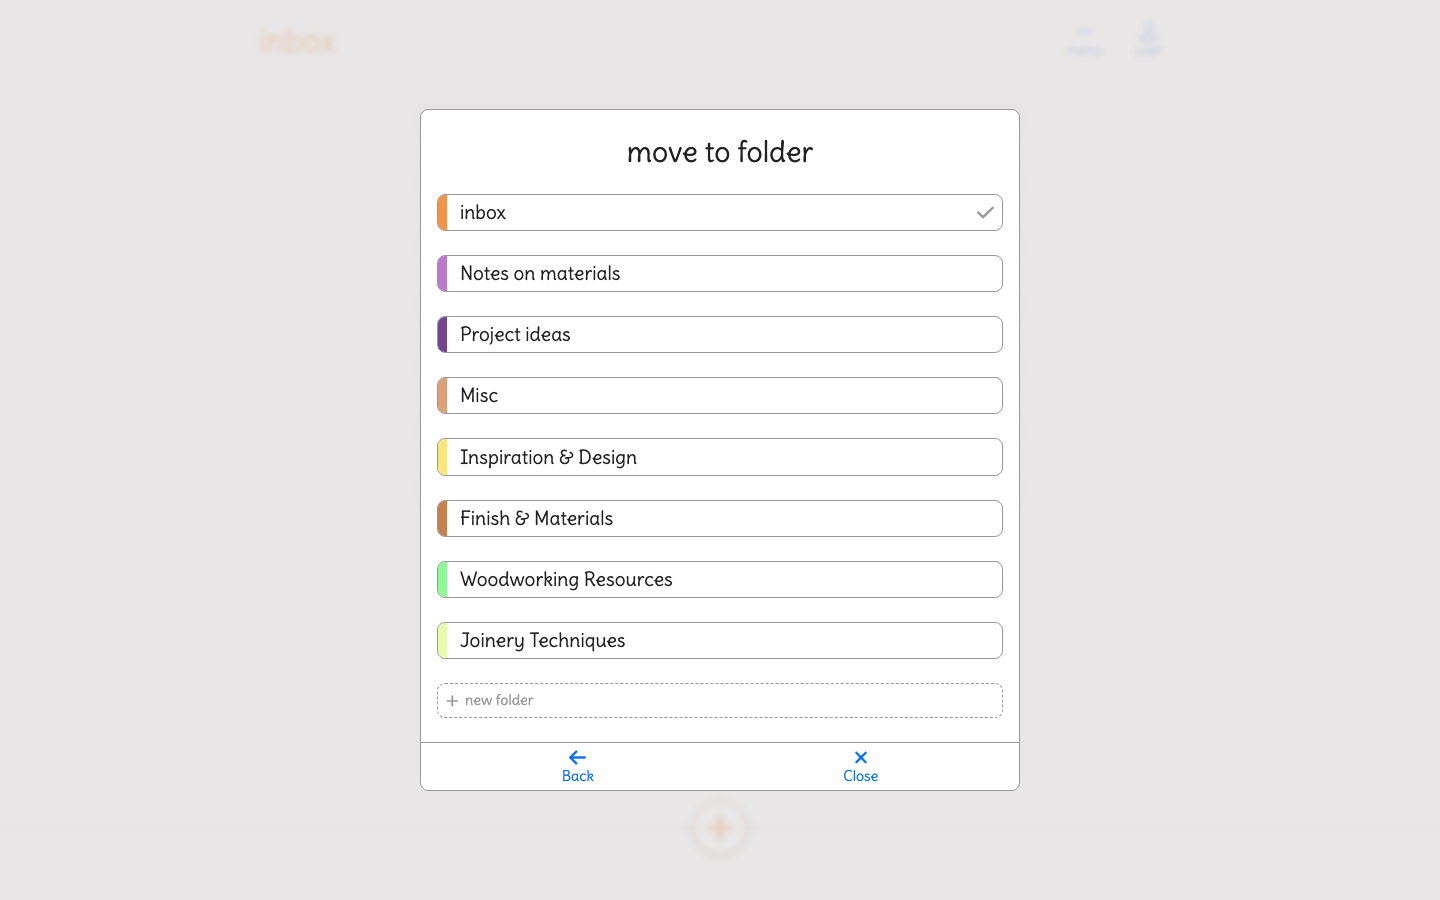 inbox
move to folder
inbox
Notes on materials
Project ideas
Misc
Inspiration & Design
Finish & Materials
Woodworking Resources
Joinery Techniques
new folder
Back
Close